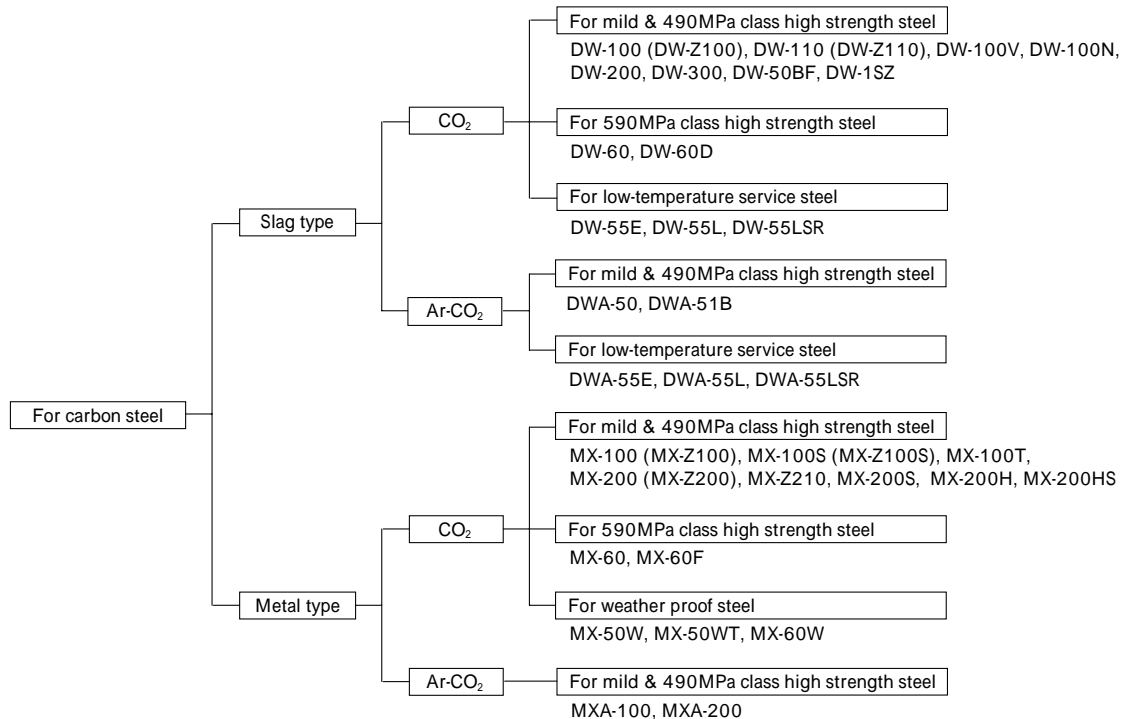 For mild & 490MPa class high strength steel
DW-100 (DW-Z100), DW-110 (DW-Z110), DW-100V, DW-100N,
DW-200, DW-300, DW-50BF, DW-1SZ
CO₂
For 590MPa class high strength steel
DW-60, DW-60D
For low-temperature service steel
DW-55E, DW-55L, DW-55LSR
Slag type
For mild & 490MPa class high strength steel
DWA-50, DWA-51B
Ar-CO₂
For low-temperature service steel
DWA-55E, DWA-55L, DWA-55LSR
For carbon steel
For mild & 490MPa class high strength steel
MX-100 (MX-Z100), MX-100S (MX-Z100S), MX-100T,
MX-200 (MX-Z200), MX-Z210, MX-200S, MX-200H, MX-200HS
CO₂
For 590MPa class high strength steel
MX-60, MX-60F
Metal type
For weather proof steel
MX-50W, MX-50WT, MX-60W
Ar-CO₂
For mild & 490MPa class high strength steel
MXA-100, MXA-200